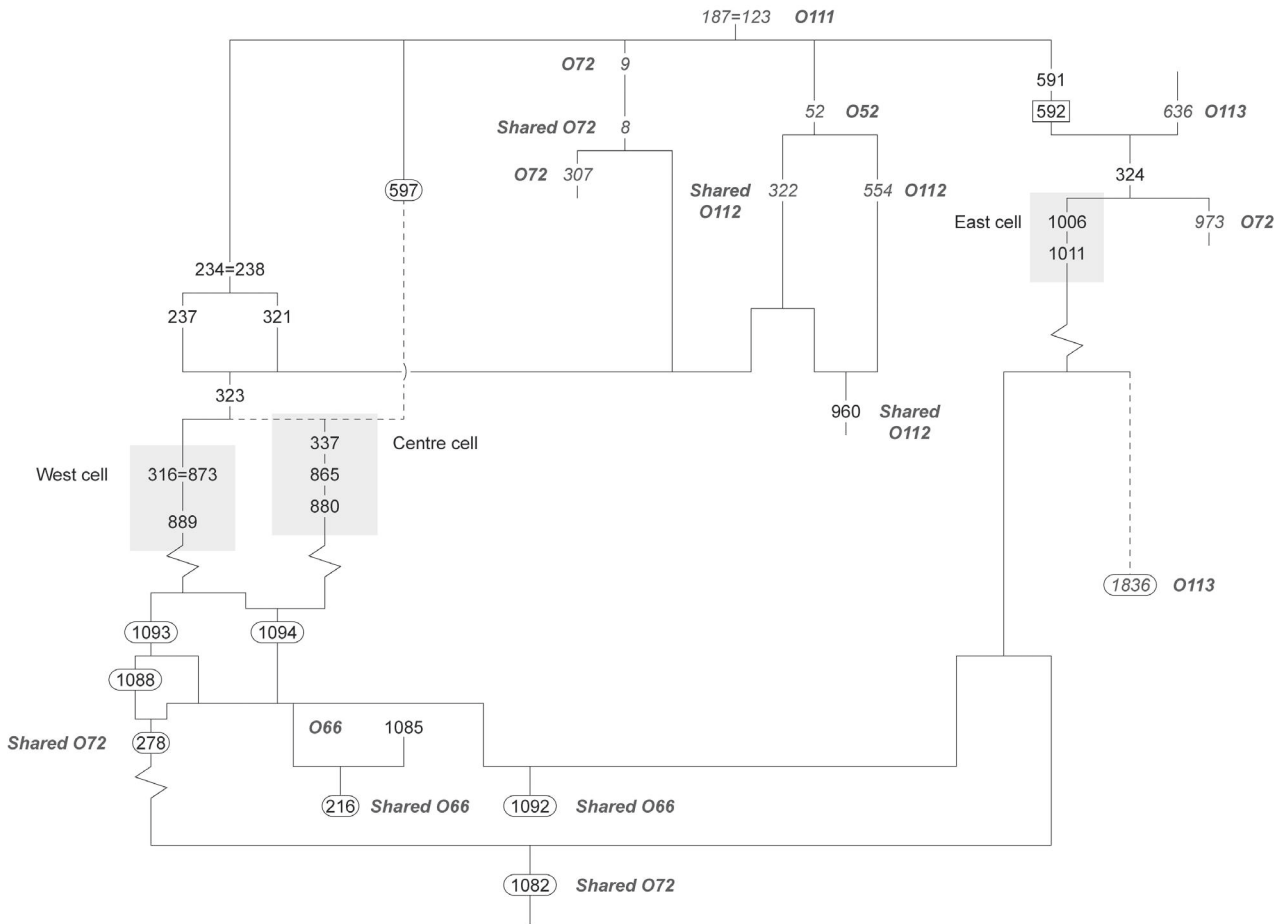 187=123 O111
O72 9
591
592
636 O113
52 O52
Shared O72 8
O72 307
597
Shared
O112
322
554 O112
324
East cell
1006
1011
973 O72
234=238
237
321
323
960
Shared
O112
West cell
316=873
889
337
865
880
Centre cell
1836 O113
1093
1094
1088
O66 1085
Shared O72 278
216 Shared O66
1092 Shared O66
1082 Shared O72